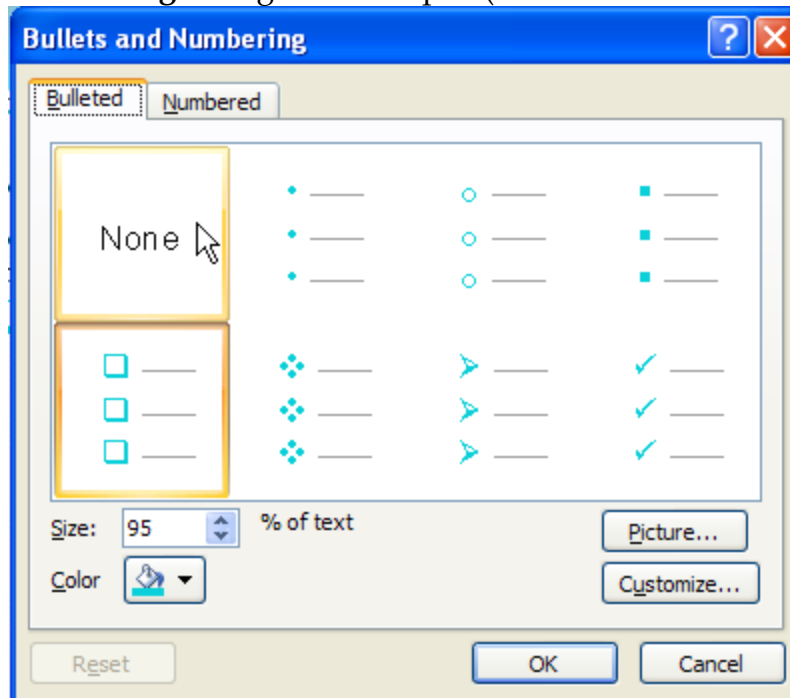 Bullets and Numbering
Bulleted Numbered
None
Size: 95 % of text
Picture...
Color
Customize...
Reset OK Cancel